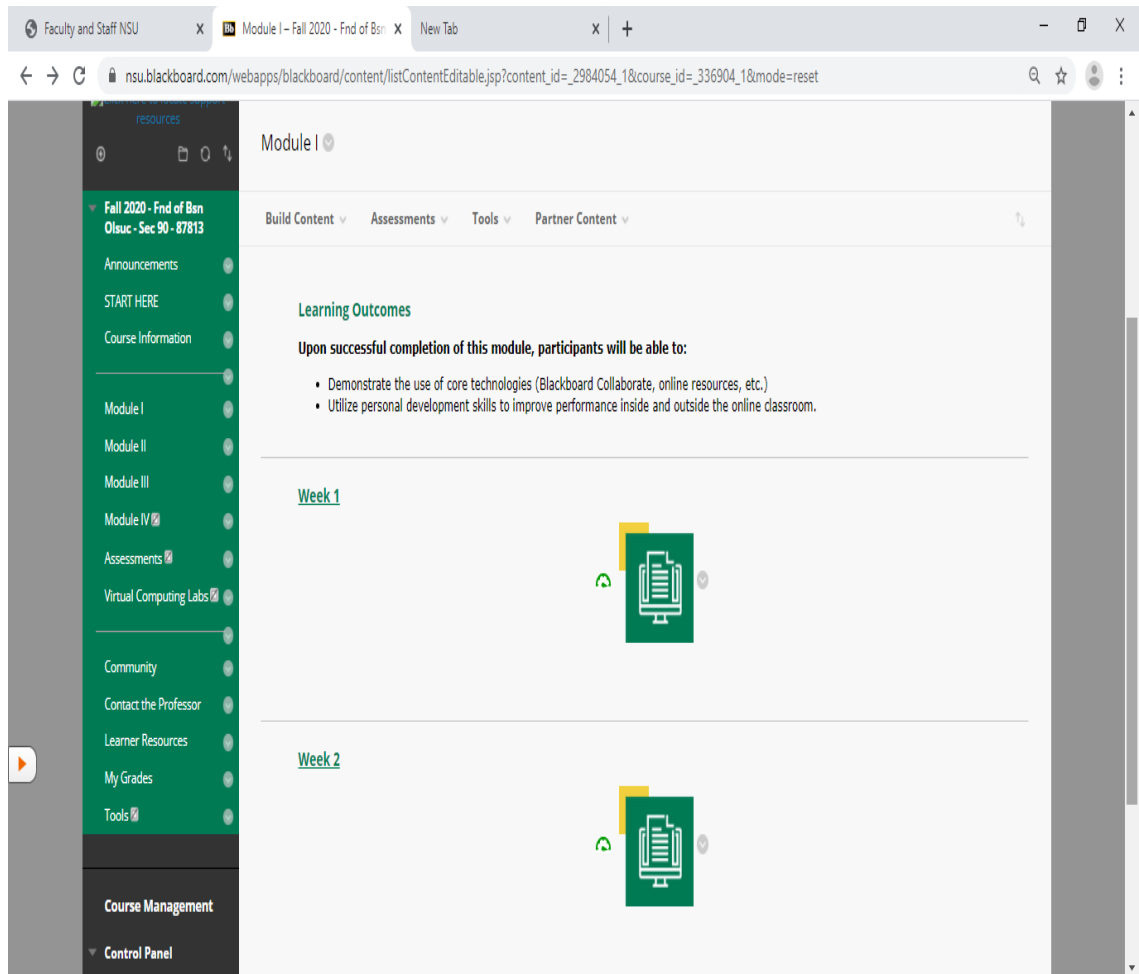 Faculty and Staff NSU
Module I – Fall 2020 - Fnd of Bsn
New Tab
nsu.blackboard.com/webapps/blackboard/content/listContentEditable.jsp?content_id=_2984054_1&course_id=_336904_1&mode=reset
resources
Module I
Fall 2020 - Fnd of Bsn
Olsuc - Sec 90 - 87813
Build Content
Assessments
Tools
Partner Content
Announcements
START HERE
Course Information
Module I
Module II
Module III
Module IV
Assessments
Virtual Computing Labs
Community
Contact the Professor
Learner Resources
My Grades
Tools
Course Management
Control Panel
Learning Outcomes
Upon successful completion of this module, participants will be able to:
• Demonstrate the use of core technologies (Blackboard Collaborate, online resources, etc.)
• Utilize personal development skills to improve performance inside and outside the online classroom.
Week 1
Week 2